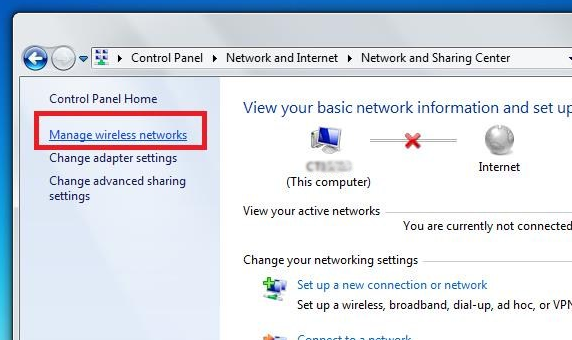 Control Panel ▸ Network and Internet ▸ Network and Sharing Center
Control Panel Home
Manage wireless networks
Change adapter settings
Change advanced sharing
settings
View your basic network information and set up
(This computer)
Internet
View your active networks
You are currently not connected
Change your networking settings
Set up a new connection or network
Set up a wireless, broadband, dial-up, ad hoc, or VPN
Connect to a network